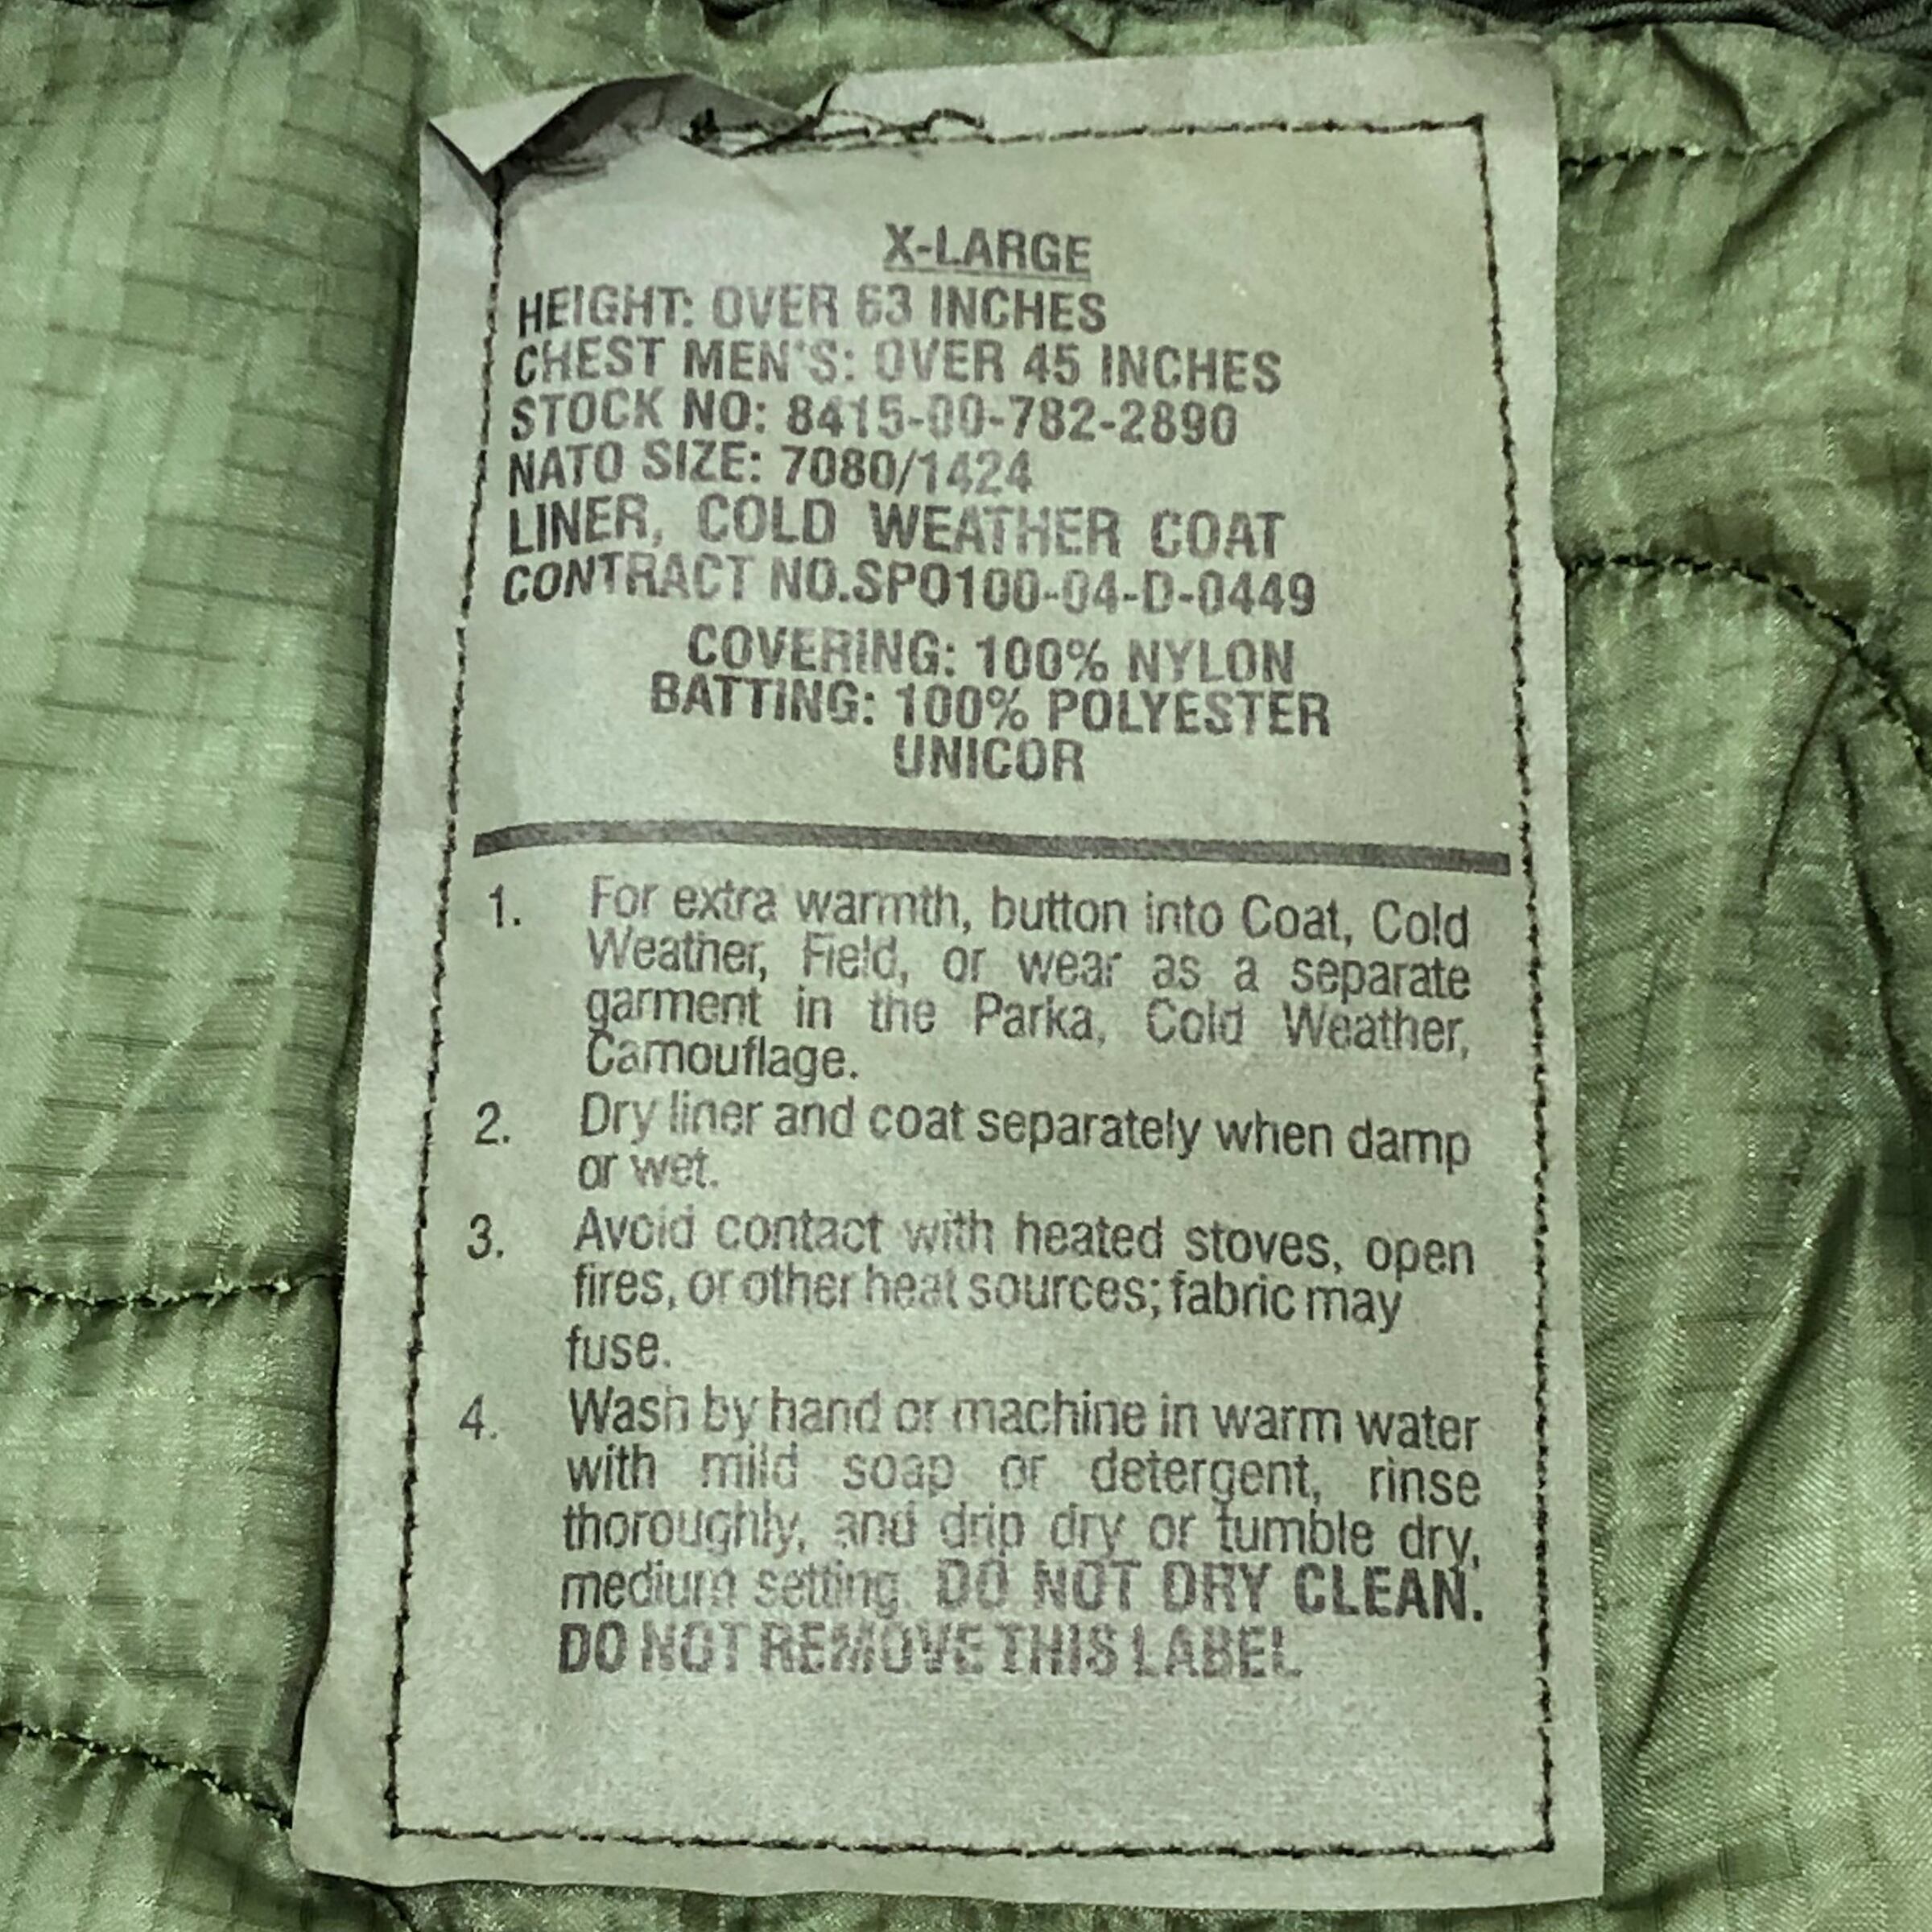 X-LARGE
HEIGHT: OVER 63 INCHES
CHEST MEN'S: OVER 45 INCHES
STOCK NO: 8415-00-782-2890
NATO SIZE: 7080/1424
LINER, COLD WEATHER COAT
CONTRACT NO.SPO100-04-D-0449
COVERING: 100% NYLON
BATTING: 100% POLYESTER
UNICOR
1. For extra warmth, button into Coat, Cold
Weather, Field, or wear as a separate
garment in the Parka, Cold Weather,
Camouflage.
2. Dry liner and coat separately when damp
or wet.
3. Avoid contact with heated stoves, open
fires, or other heat sources; fabric may
fuse.
4. Wash by hand or machine in warm water
with mild soap or detergent, rinse
thoroughly, and drip dry or tumble dry,
medium setting. DO NOT DRY CLEAN.
DO NOT REMOVE THIS LABEL